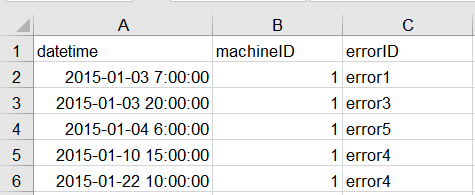 A B C
1 datetime machineID errorID
2 2015-01-03 7:00:00 1 error1
3 2015-01-03 20:00:00 1 error3
4 2015-01-04 6:00:00 1 error5
5 2015-01-10 15:00:00 1 error4
6 2015-01-22 10:00:00 1 error4